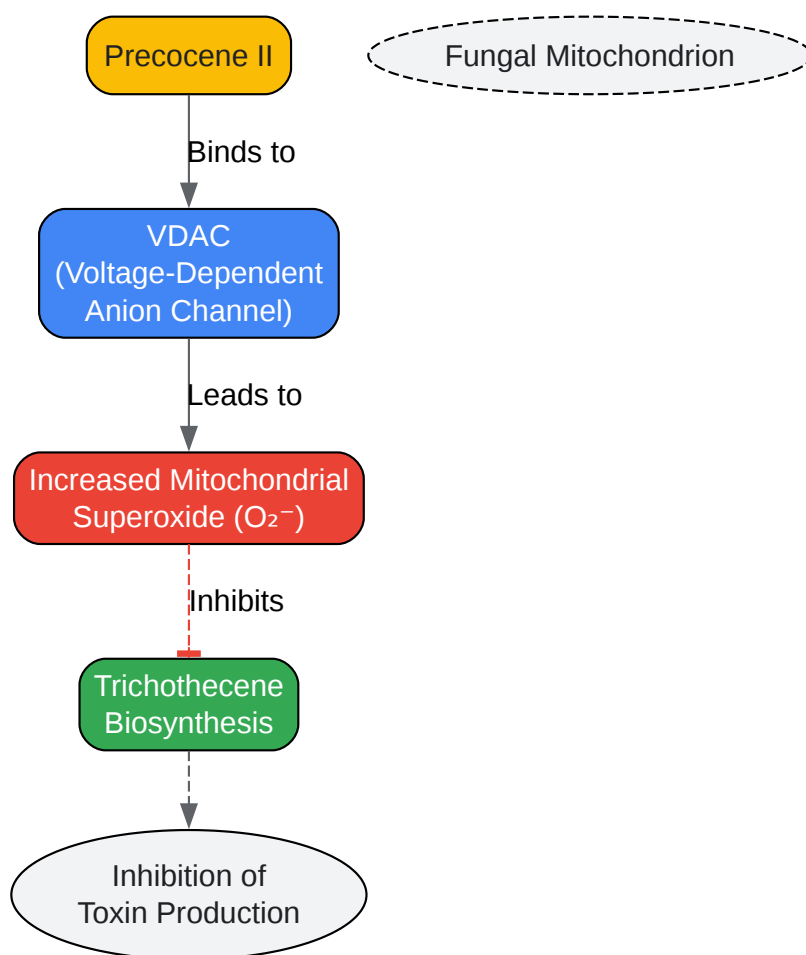 Precocene II
Fungal Mitochondrion
Binds to
VDAC
(Voltage-Dependent
Anion Channel)
Leads to
Increased Mitochondrial
Superoxide (O₂⁻)
Inhibits
Trichothecene
Biosynthesis
Inhibition of
Toxin Production